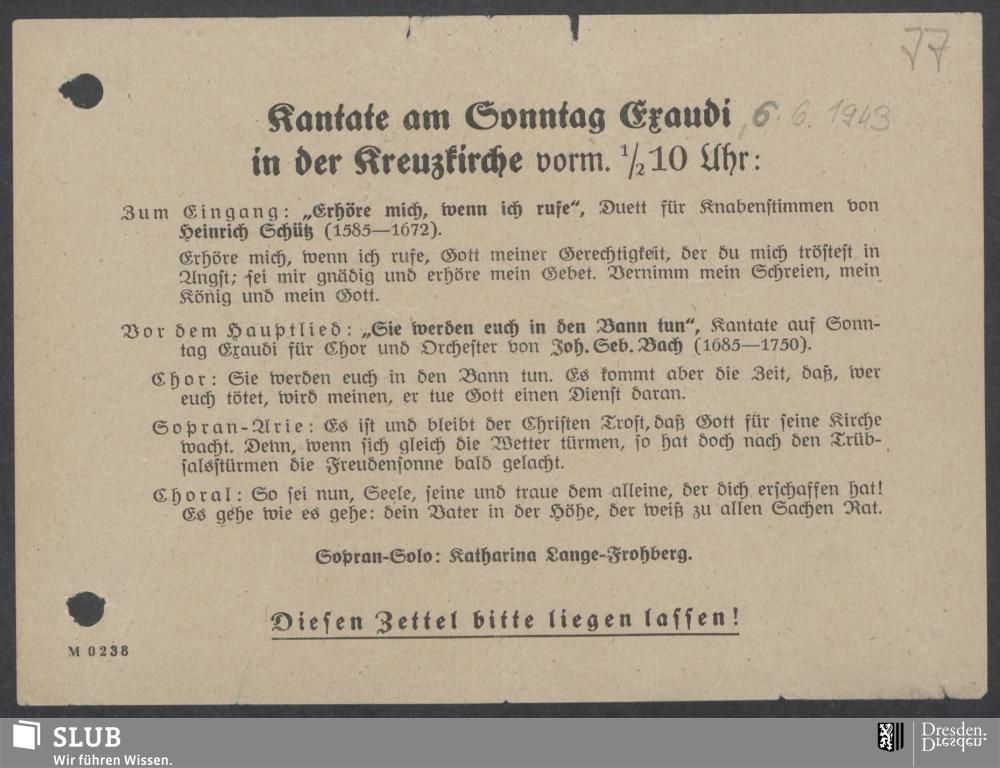 77
Kantate am Sonntag Exaudi, 6. 6. 1943
in der Kreuzkirche vorm. 1/2 10 Uhr:
Zum Eingang: „Erhöre mich, wenn ich rufe“, Duett für Knabenstimmen von
Heinrich Schütz (1585—1672).
Erhöre mich, wenn ich rufe, Gott meiner Gerechtigkeit, der du mich tröstest in
Angst; sei mir gnädig und erhöre mein Gebet. Vernimm mein Schreien, mein
König und mein Gott.
Vor dem Hauptlied: „Sie werden euch in den Bann tun“, Kantate auf Sonn-
tag Exaudi für Chor und Orchester von Joh. Seb. Bach (1685—1750).
Chor: Sie werden euch in den Bann tun. Es kommt aber die Zeit, daß, wer
euch tötet, wird meinen, er tue Gott einen Dienst daran.
Sopran-Arie: Es ist und bleibt der Christen Trost, daß Gott für seine Kirche
wacht. Denn, wenn sich gleich die Wetter türmen, so hat doch nach den Trüb-
salsstürmen die Freudensonne bald gelacht.
Choral: So sei nun, Seele, seine und traue dem alleine, der dich erschaffen hat!
Es gehe wie es gehe: dein Vater in der Höhe, der weiß zu allen Sachen Rat.
Sopran-Solo: Katharina Lange-Frohberg.
Diesen Zettel bitte liegen lassen!
M 0238
SLUB
Wir führen Wissen.
Dresden.
Dresden.